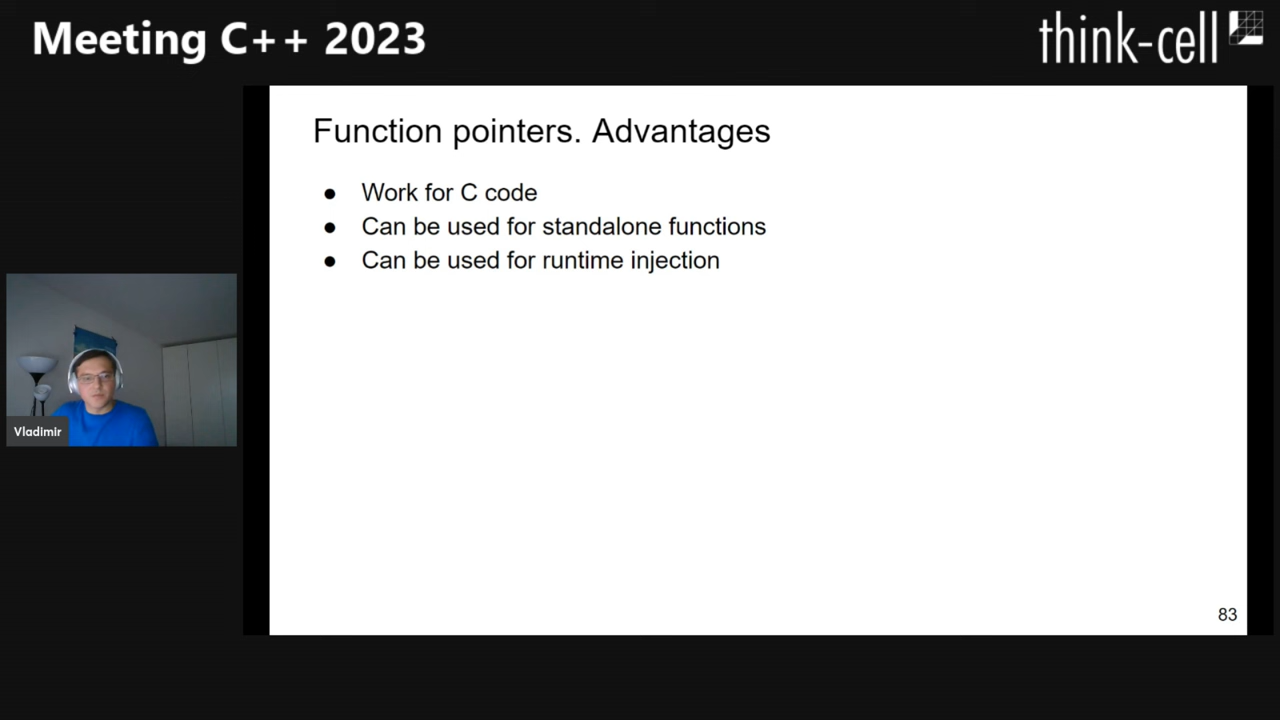 Meeting C++ 2023
think-cell
Function pointers. Advantages
● Work for C code
● Can be used for standalone functions
● Can be used for runtime injection
Vladimir
83